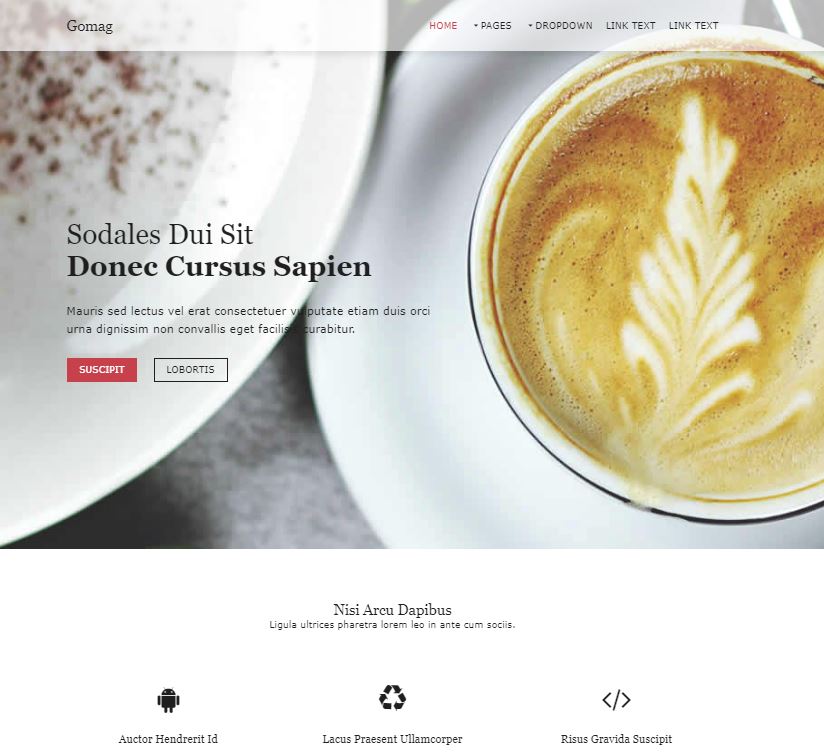 Gomag
HOME PAGES DROPDOWN LINK TEXT LINK TEXT
Sodales Dui Sit
Donec Cursus Sapien
Mauris sed lectus vel erat consectetuer vulputate etiam duis orci
urna dignissim non convallis eget facilisis curabitur.
SUSCIPIT LOBORTIS
Nisi Arcu Dapibus
Ligula ultrices pharetra lorem leo in ante cum sociis.
Auctor Hendrerit Id
Lacus Praesent Ullamcorper
Risus Gravida Suscipit